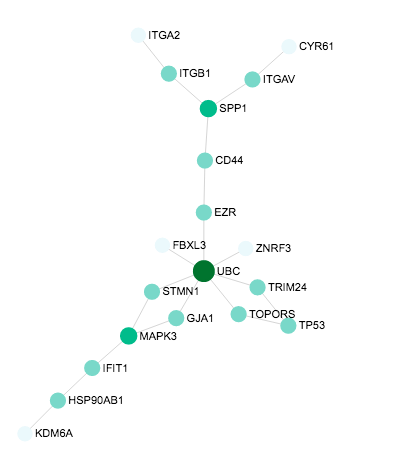 ITGA2
CYR61
ITGB1
ITGAV
SPP1
CD44
EZR
FBXL3
ZNRF3
UBC
TRIM24
STMN1
TOPORS
GJA1
TP53
MAPK3
IFIT1
HSP90AB1
KDM6A